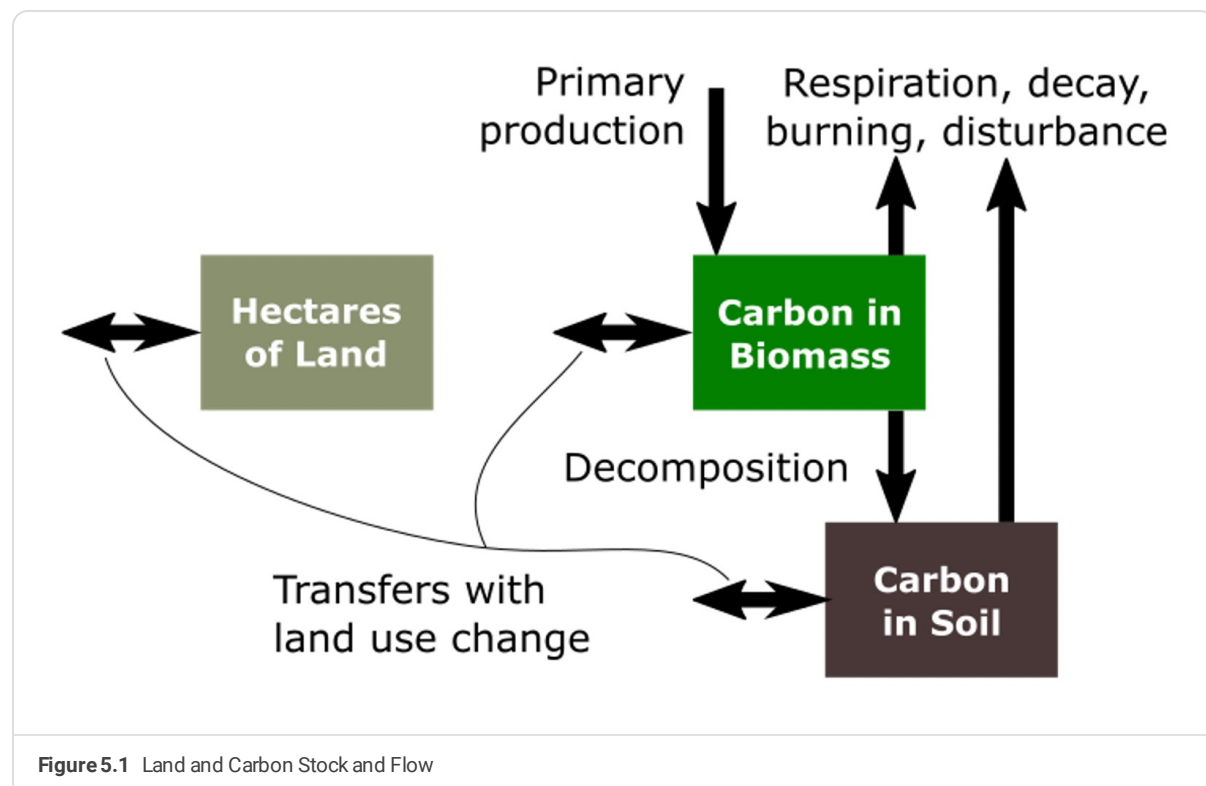 Primary
production
Respiration, decay,
burning, disturbance
Hectares
of Land
Carbon in
Biomass
Decomposition
Transfers with
land use change
Carbon
in Soil
Figure 5.1 Land and Carbon Stock and Flow